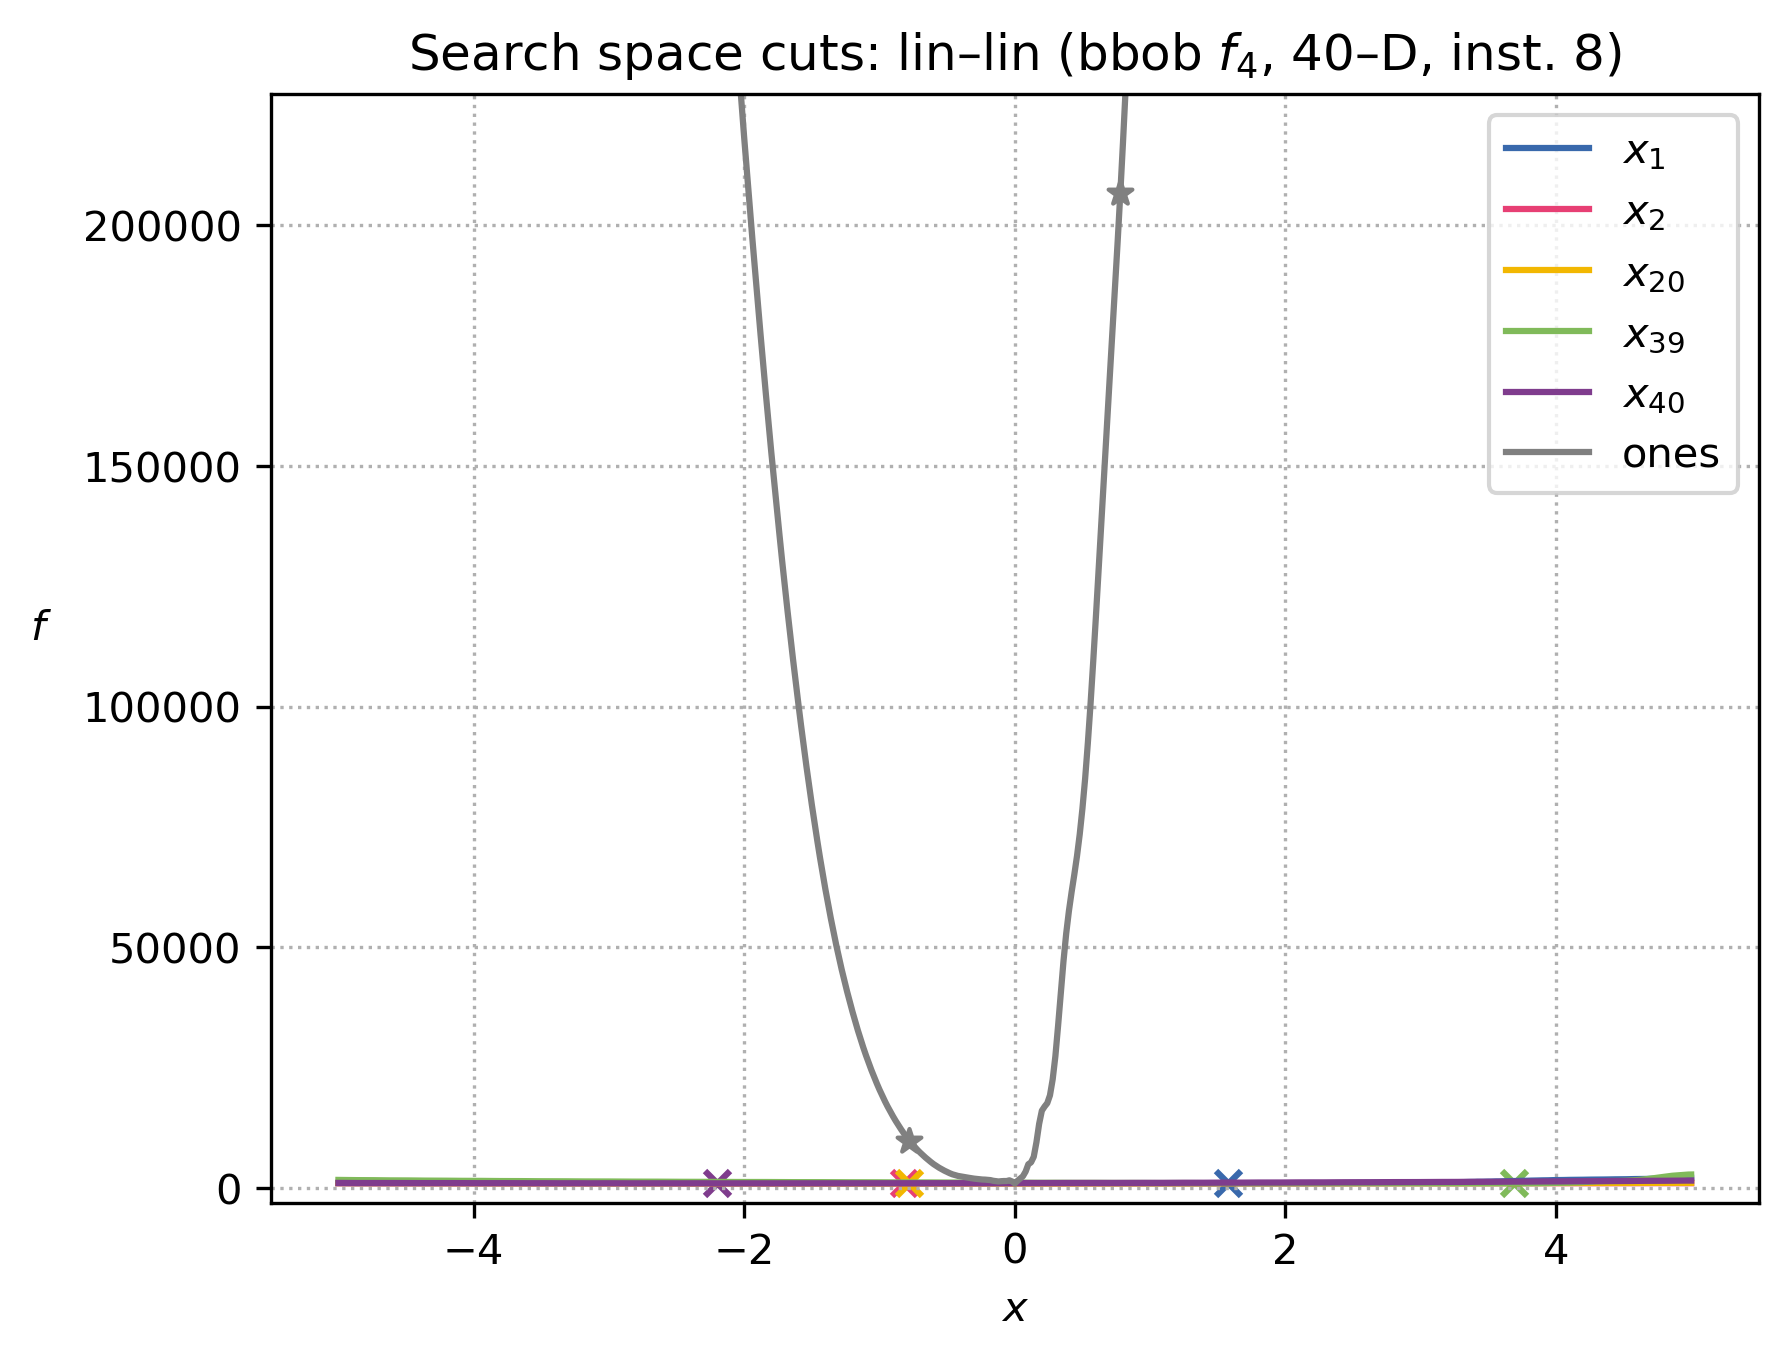 Search space cuts: lin–lin (bbob f₄, 40–D, inst. 8)
x₁
x₂
x₂₀
x₃₉
x₄₀
ones
200000
150000
100000
50000
0
f
−4 −2 0 2 4
x